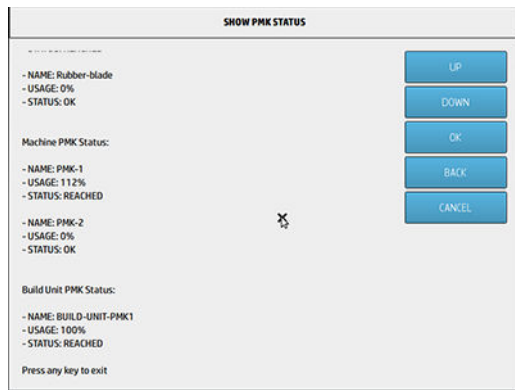 SHOW PMK STATUS
- NAME: Rubber-blade
- USAGE: 0%
- STATUS: OK
Machine PMK Status:
- NAME: PMK-1
- USAGE: 112%
- STATUS: REACHED
- NAME: PMK-2
- USAGE: 0%
- STATUS: OK
Build Unit PMK Status:
- NAME: BUILD-UNIT-PMK1
- USAGE: 100%
- STATUS: REACHED
Press any key to exit
UP
DOWN
OK
BACK
CANCEL